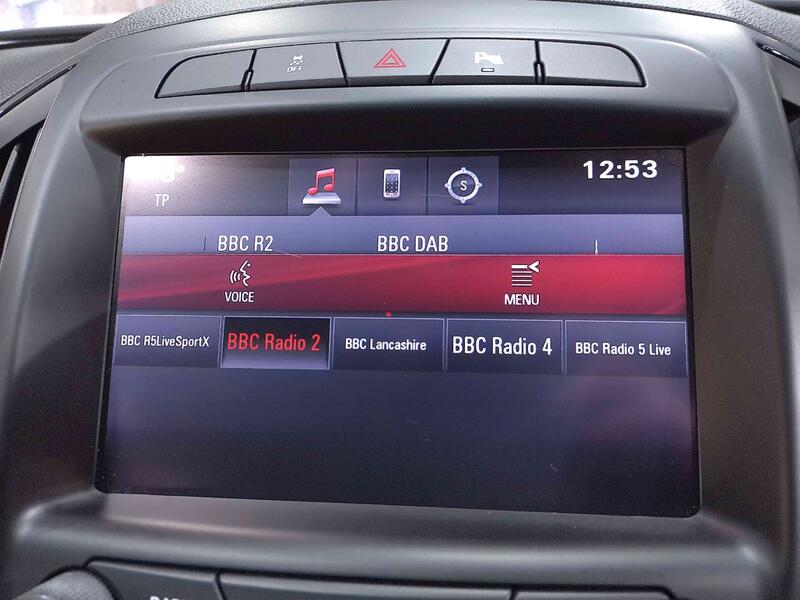 OFF
12:53
TP
S
BBC R2 BBC DAB
VOICE MENU
BBC R5LiveSportX BBC Radio 2 BBC Lancashire BBC Radio 4 BBC Radio 5 Live